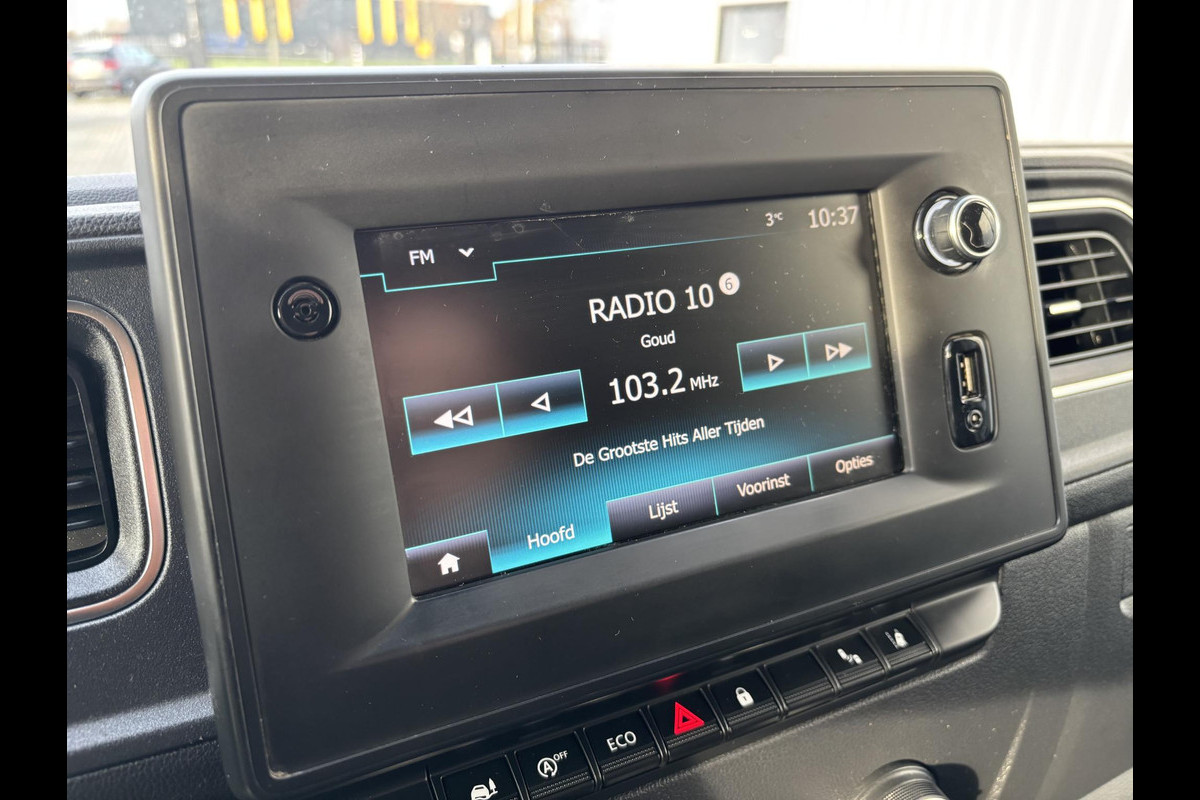 FM
3°C 10:37
RADIO 10 6
Goud
103.2 MHz
De Grootste Hits Aller Tijden
Hoofd Lijst Voorinst Opties
A OFF
ECO